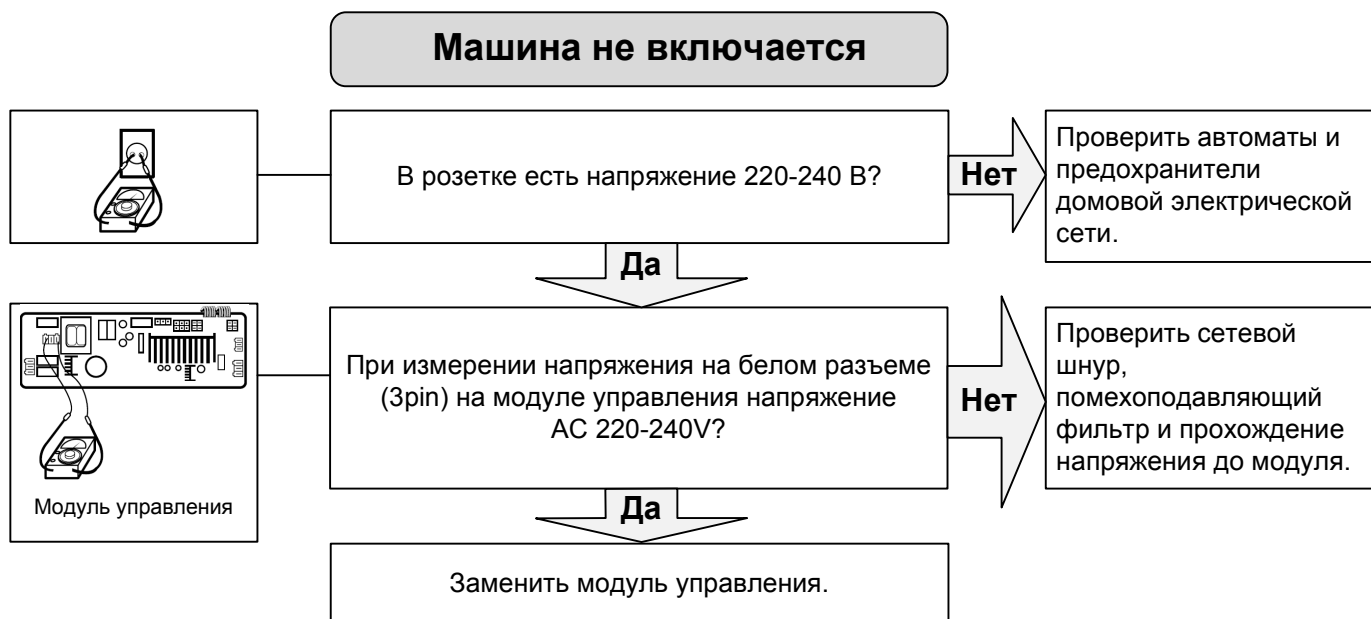 Машина не включается
В розетке есть напряжение 220-240 В?
Нет
Проверить автоматы и
предохранители
домовой электрической
сети.
Да
При измерении напряжения на белом разъеме
(3pin) на модуле управления напряжение
AC 220-240V?
Нет
Проверить сетевой
шнур,
помехоподавляющий
фильтр и прохождение
напряжения до модуля.
Модуль управления
Да
Заменить модуль управления.